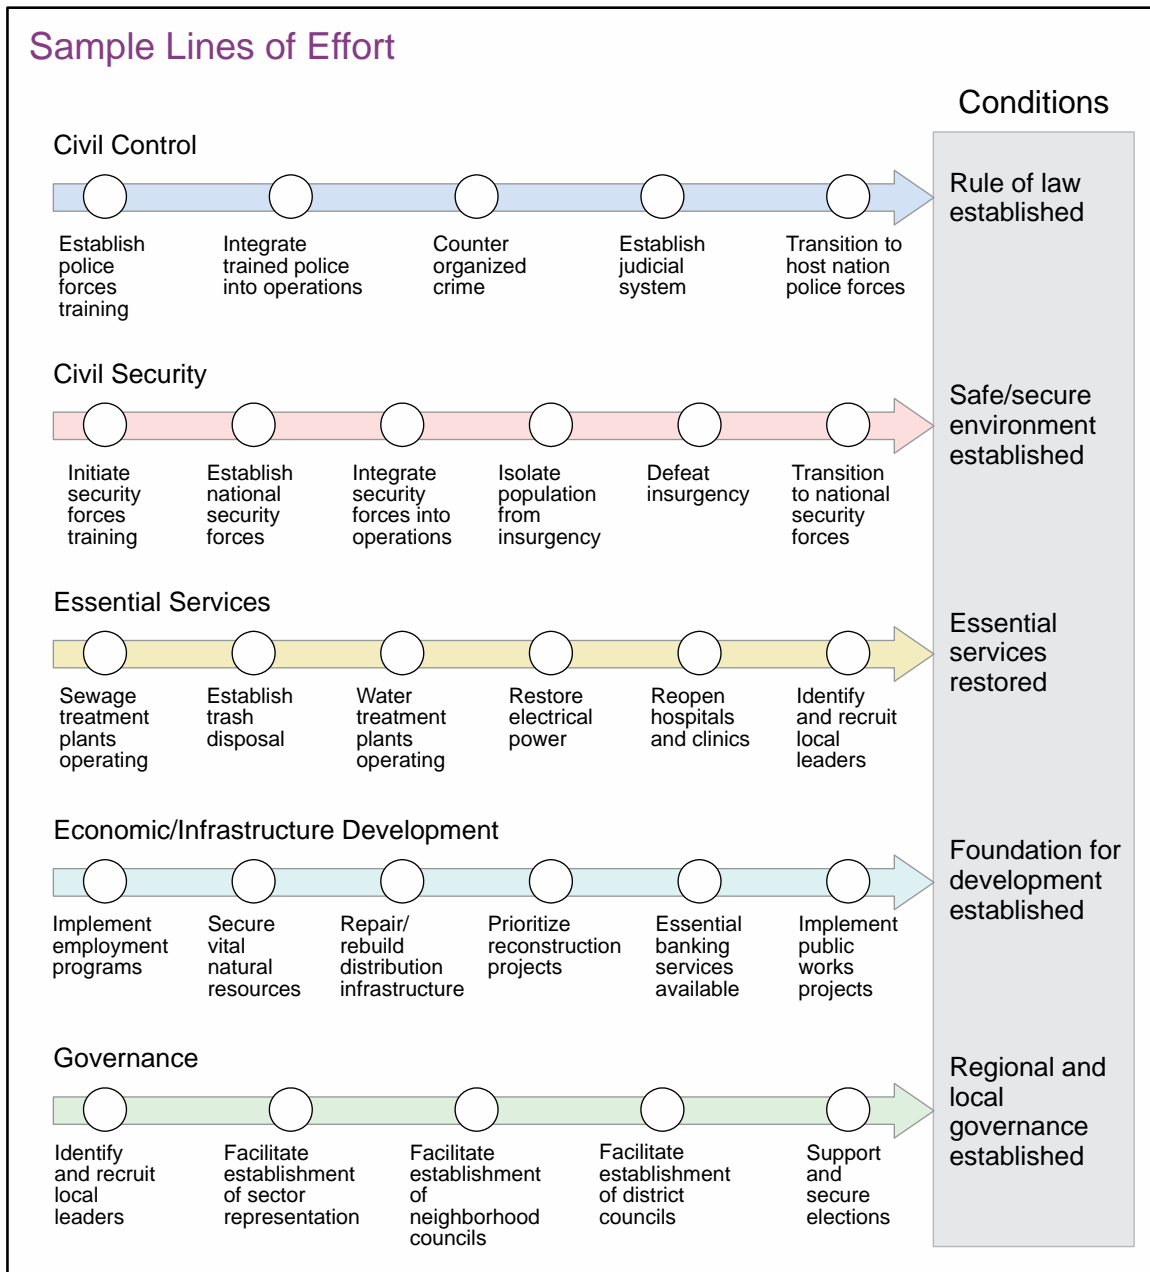 Sample Lines of Effort
Conditions
Civil Control
Establish
police
forces
training
Integrate
trained police
into operations
Counter
organized
crime
Establish
judicial
system
Transition to
host nation
police forces
Rule of law
established
Civil Security
Initiate
security
forces
training
Establish
national
security
forces
Integrate
security
forces into
operations
Isolate
population
from
insurgency
Defeat
insurgency
Transition
to national
security
forces
Safe/secure
environment
established
Essential Services
Sewage
treatment
plants
operating
Establish
trash
disposal
Water
treatment
plants
operating
Restore
electrical
power
Reopen
hospitals
and clinics
Identify
and recruit
local
leaders
Essential
services
restored
Economic/Infrastructure Development
Implement
employment
programs
Secure
vital
natural
resources
Repair/
rebuild
distribution
infrastructure
Prioritize
reconstruction
projects
Essential
banking
services
available
Implement
public
works
projects
Foundation for
development
established
Governance
Identify
and recruit
local
leaders
Facilitate
establishment
of sector
representation
Facilitate
establishment
of
neighborhood
councils
Facilitate
establishment
of district
councils
Support
and
secure
elections
Regional and
local
governance
established